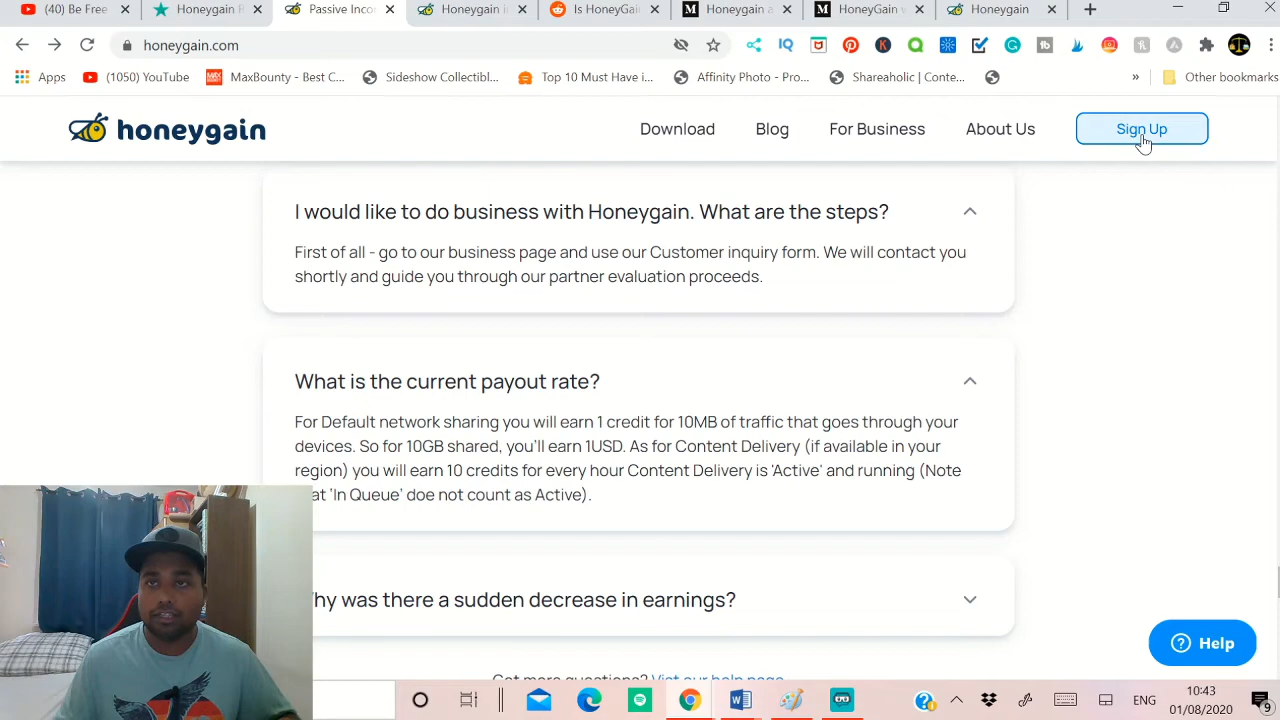 (40) Be Free
Honeygain R
Passive Inco
Honeygain i
Is HoneyGai
Honeygain a
HoneyGain w
Honeygain
honeygain.com
Apps
(1050) YouTube
MaxBounty - Best C...
Sideshow Collectibl...
Top 10 Must Have i...
Affinity Photo - Pro...
Shareaholic | Conte...
»
Other bookmarks
honeygain
Download
Blog
For Business
About Us
Sign Up
I would like to do business with Honeygain. What are the steps?
First of all - go to our business page and use our Customer inquiry form. We will contact you
shortly and guide you through our partner evaluation proceeds.
What is the current payout rate?
For Default network sharing you will earn 1 credit for 10MB of traffic that goes through your
devices. So for 10GB shared, you'll earn 1USD. As for Content Delivery (if available in your
region) you will earn 10 credits for every hour Content Delivery is 'Active' and running (Note
at 'In Queue' doe not count as Active).
hy was there a sudden decrease in earnings?
Help
Got more questions? Visit our help page
ENG
10:43
01/08/2020